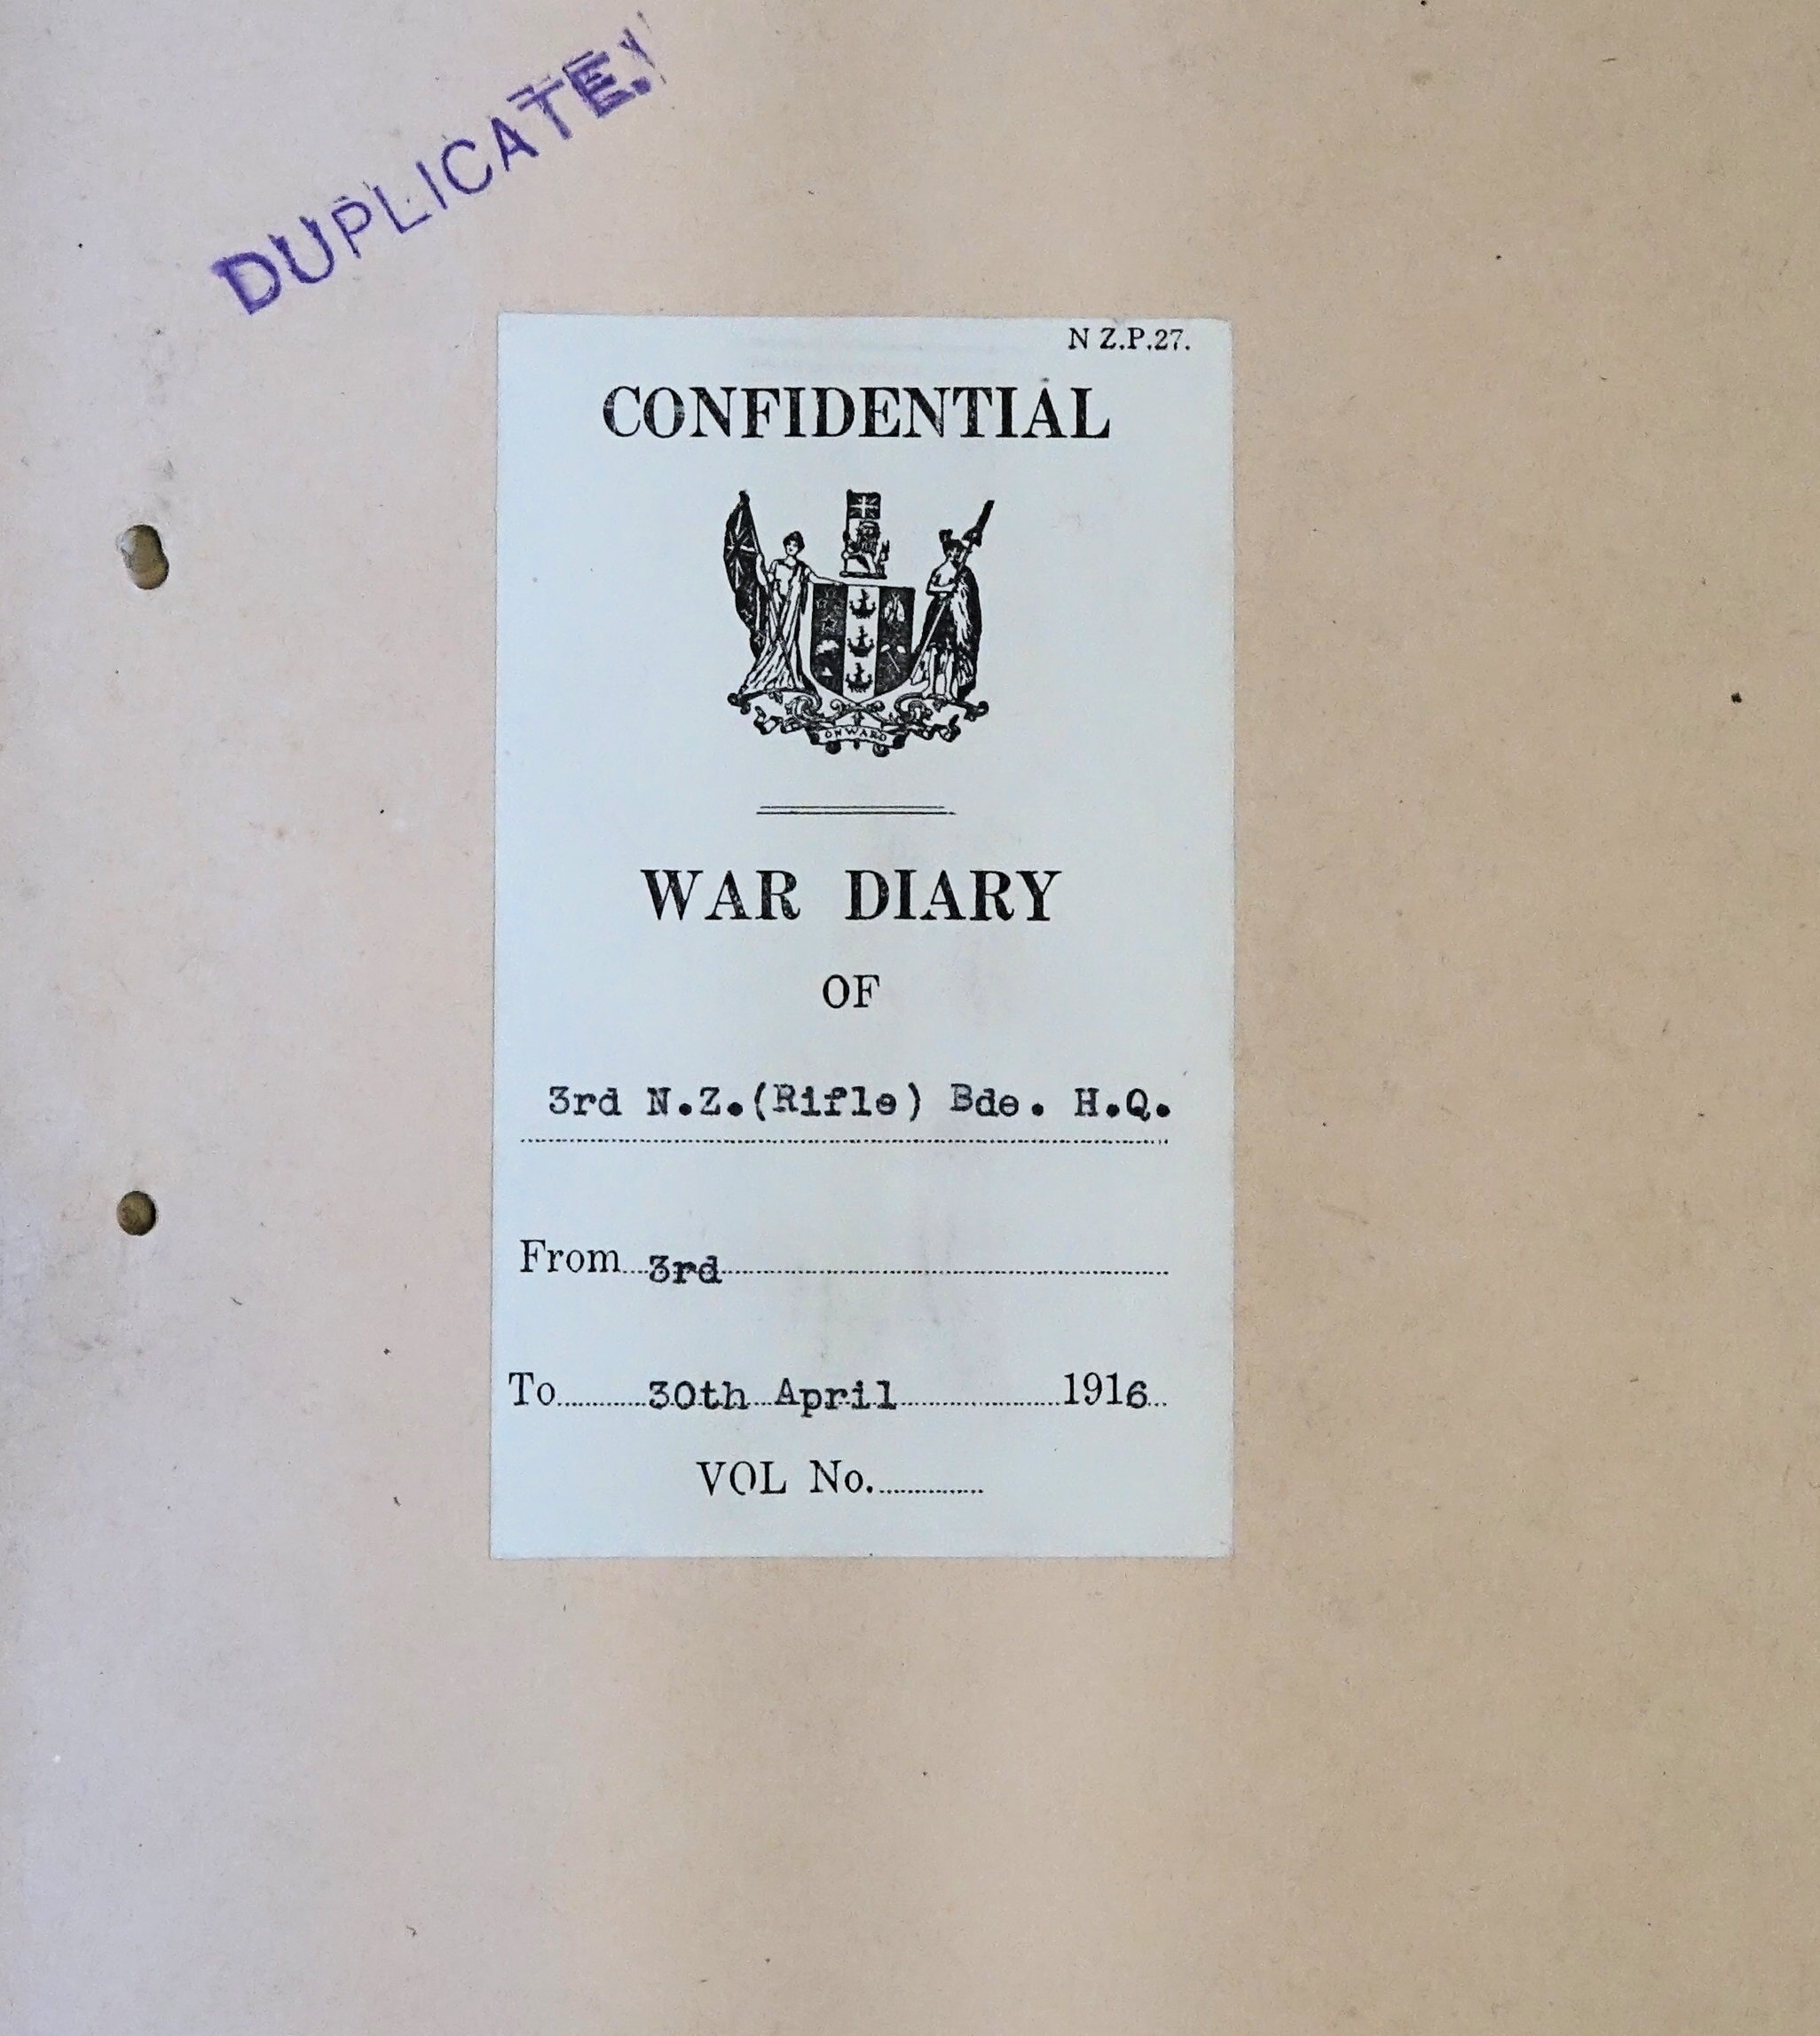 DUPLICATE.
N Z.P.27.
CONFIDENTIAL
ONWARD
WAR DIARY
OF
3rd N.Z.(Rifle) Bde. H.Q.
From 3rd
To 30th April 1916
VOL No.